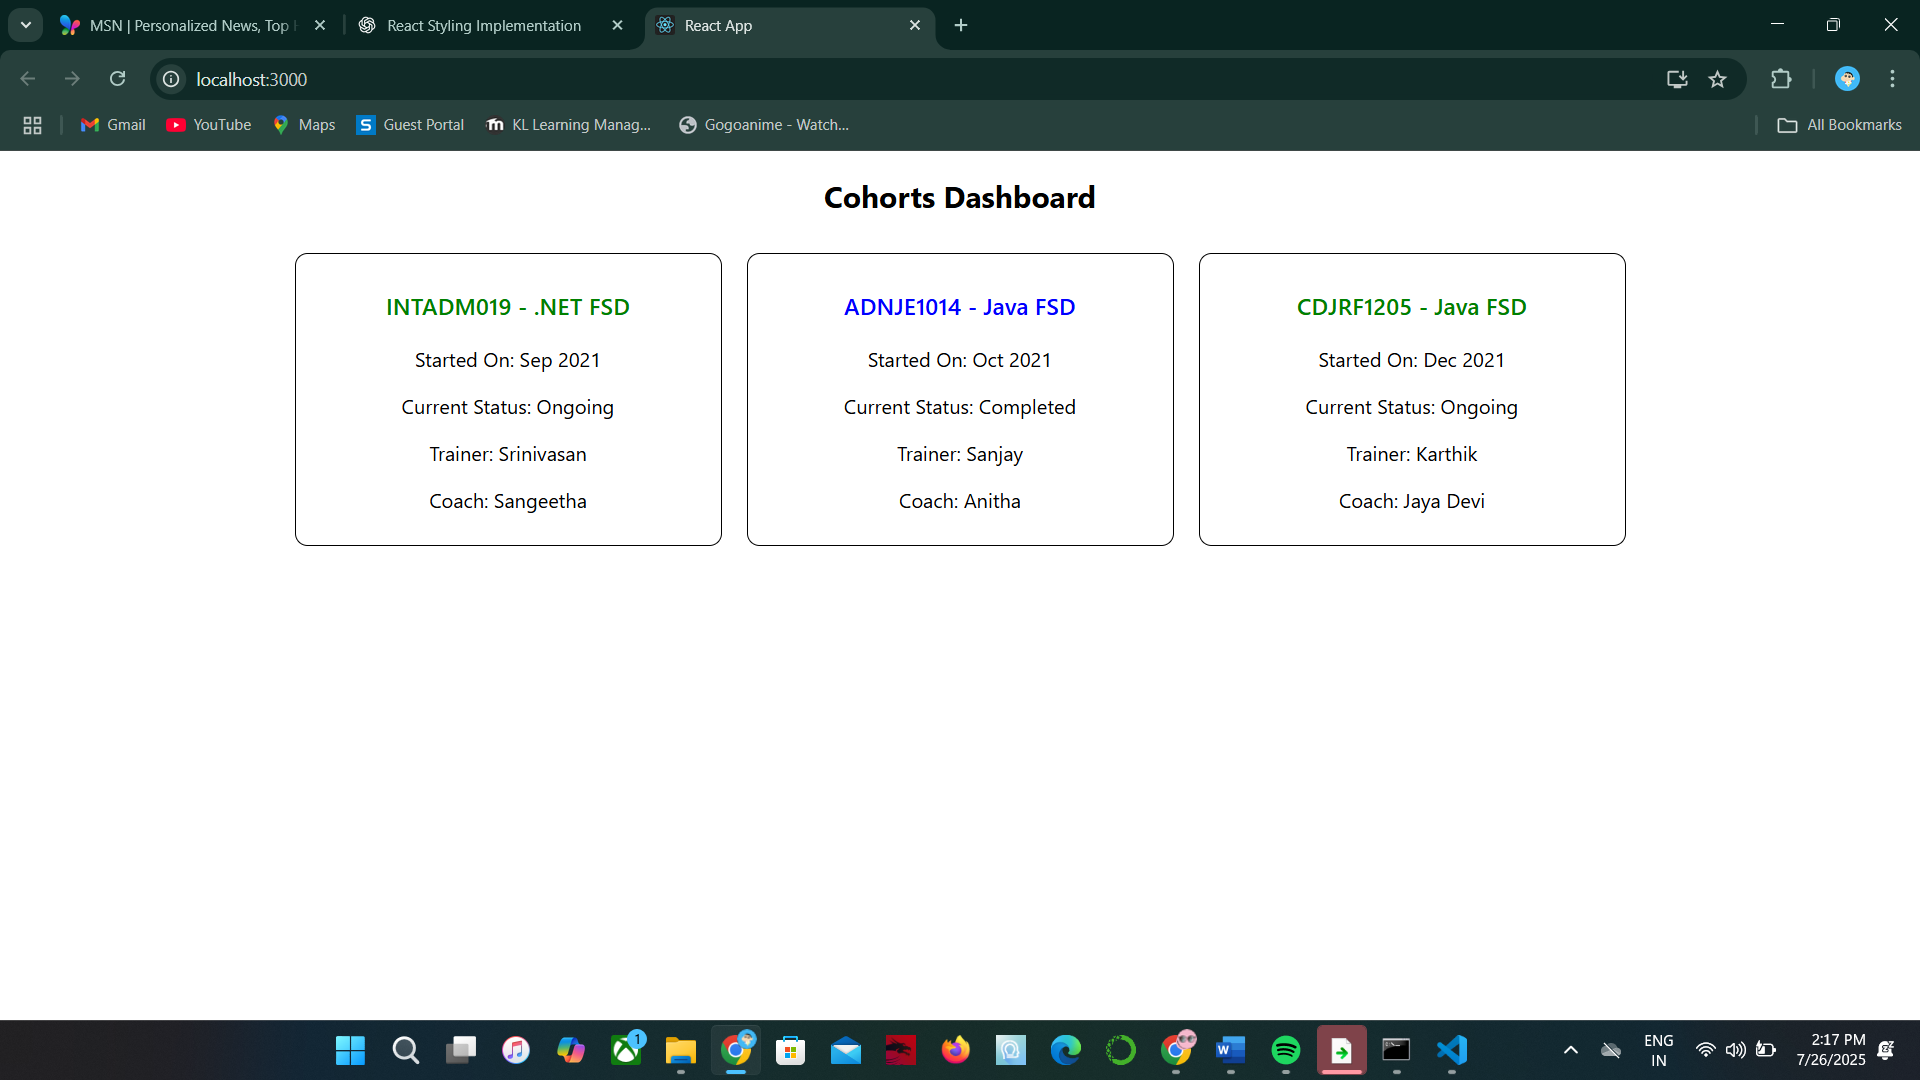 MSN | Personalized News, Top
React Styling Implementation
React App
localhost:3000
Gmail
YouTube
Maps
S
Guest Portal
m
KL Learning Manag...
Gogoanime - Watch...
All Bookmarks
Cohorts Dashboard
INTADM019 - .NET FSD
Started On: Sep 2021
Current Status: Ongoing
Trainer: Srinivasan
Coach: Sangeetha
ADNJE1014 - Java FSD
Started On: Oct 2021
Current Status: Completed
Trainer: Sanjay
Coach: Anitha
CDJRF1205 - Java FSD
Started On: Dec 2021
Current Status: Ongoing
Trainer: Karthik
Coach: Jaya Devi
1
W
ENG
IN
2:17 PM
7/26/2025